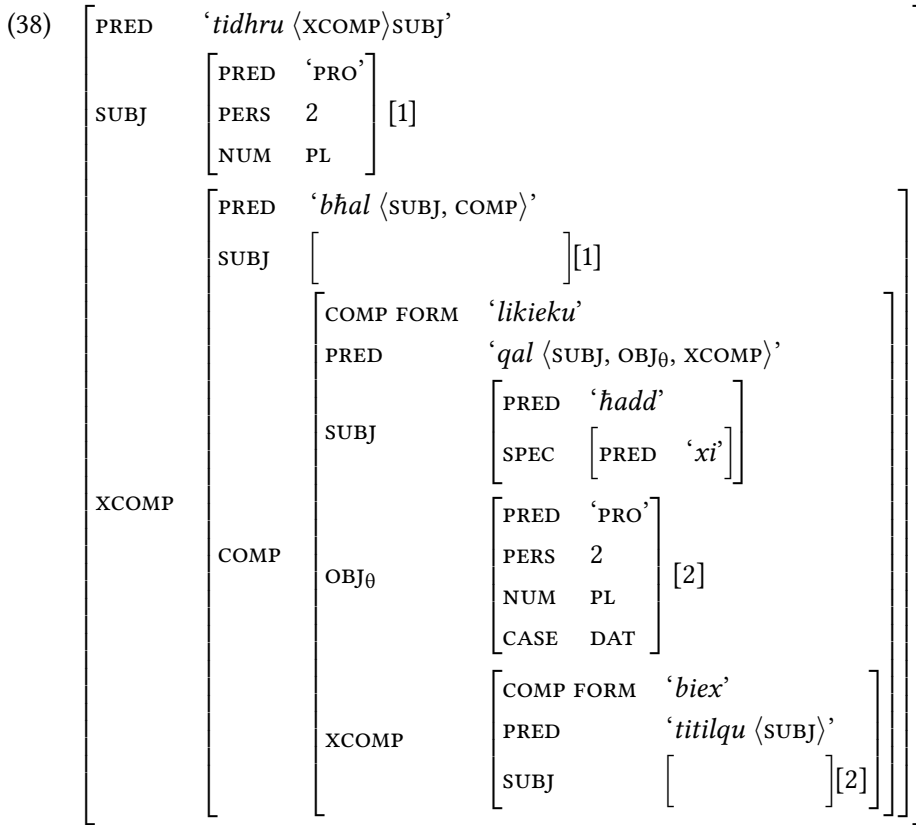 (38) PRED ‘tidhru ⟨XCOMP⟩SUBJ’
PRED ‘PRO’
SUBJ PERS 2 [1]
NUM PL
PRED ‘bħal ⟨SUBJ, COMP⟩’
SUBJ [ ][1]
COMP FORM ‘likieku’
PRED ‘qal ⟨SUBJ, OBJθ, XCOMP⟩’
PRED ‘ħadd’
SUBJ
SPEC [PRED ‘xi’]
XCOMP
PRED ‘PRO’
PERS 2
COMP OBJθ [2]
NUM PL
CASE DAT
COMP FORM ‘biex’
XCOMP PRED ‘titilqu ⟨SUBJ⟩’
SUBJ [ ][2]